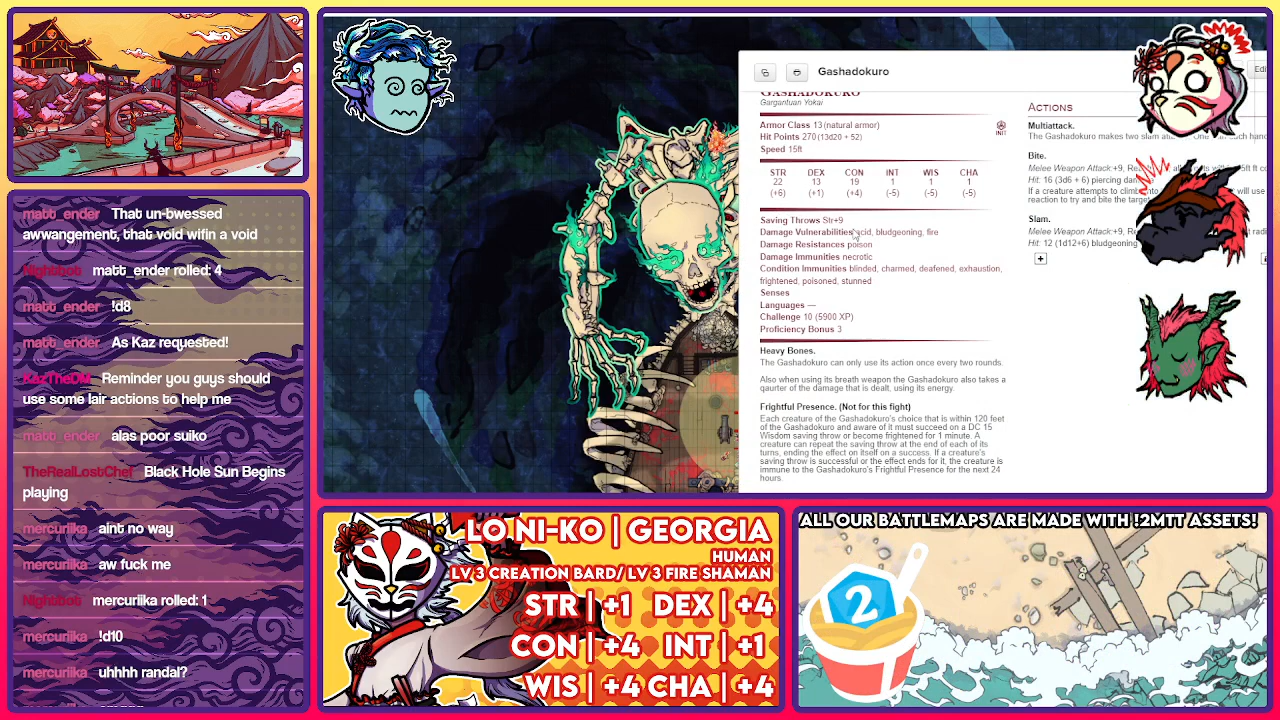 matt_ender That un-twessed
awwangement, that void wifin a void
Nightbot matt_ender rolled: 4
matt_ender !d8
matt_ender As Kaz requested!
KazTheDM Reminder you guys should
use some lair actions to help me
matt_ender alas poor suiko
TheRealLostChef Black Hole Sun Begins
playing
mercuriika aint no way
mercuriika aw fuck me
Nightbot mercuriika rolled: 1
mercuriika !d10
mercuriika uhhhh randal?
Gashadokuro
Edi
GASHADOKURO
Gargantuan Yokai
Armor Class 13 (natural armor)
Hit Points 270 (13d20 + 52)
Speed 15ft
INIT
STR DEX CON INT WIS CHA
22 13 19 1 1 1
(+6) (+1) (+4) (-5) (-5) (-5)
Saving Throws Str+9
Damage Vulnerabilities acid, bludgeoning, fire
Damage Resistances poison
Damage Immunities necrotic
Condition Immunities blinded, charmed, deafened, exhaustion,
frightened, poisoned, stunned
Senses
Languages —
Challenge 10 (5900 XP)
Proficiency Bonus 3
Heavy Bones.
The Gashadokuro can only use its action once every two rounds.
Also when using its breath weapon the Gashadokuro also takes a
qaurter of the damage that is dealt, using its energy.
Frightful Presence. (Not for this fight)
Each creature of the Gashadokuro's choice that is within 120 feet
of the Gashadokuro and aware of it must succeed on a DC 15
Wisdom saving throw or become frightened for 1 minute. A
creature can repeat the saving throw at the end of each of its
turns, ending the effect on itself on a success. If a creature's
saving throw is successful or the effect ends for it, the creature is
immune to the Gashadokuro's Frightful Presence for the next 24
hours
ACTIONS
Multiattack.
The Gashadokuro makes two slam
Bite.
Melee Weapon Attack:+9,
Hit: 16 (3d6 + 6) piercing
If a creature attempts to climb will use
reaction to try and bite the
Slam.
Melee Weapon Attack:+9,
Hit: 12 (1d12+6) bludgeoning
LO NI-KO | GEORGIA
HUMAN
LV 3 CREATION BARD/ LV 3 FIRE SHAMAN
STR | +1 DEX | +4
CON | +4 INT | +1
WIS | +4 CHA | +4
ALL OUR BATTLEMAPS ARE MADE WITH !2MTT ASSETS!
2